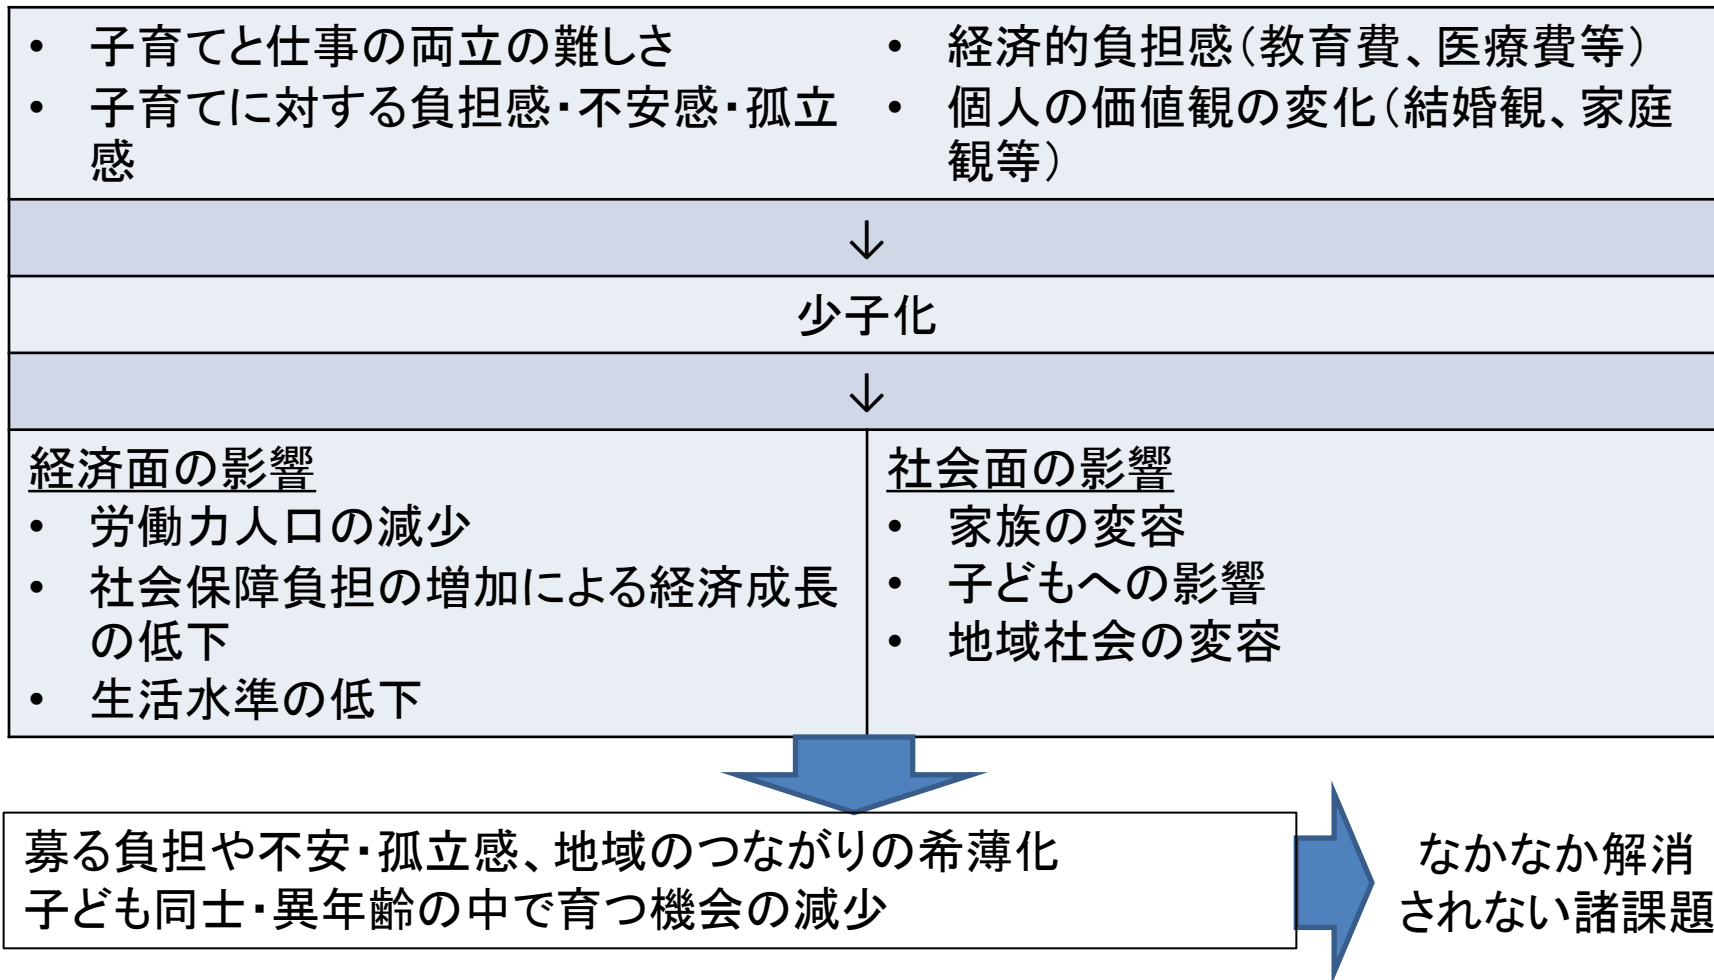 • 子育てと仕事の両立の難しさ
• 子育てに対する負担感・不安感・孤立
感
• 経済的負担感（教育費、医療費等）
• 個人の価値観の変化（結婚観、家庭
観等）
↓
少子化
↓
経済面の影響
• 労働力人口の減少
• 社会保障負担の増加による経済成長
の低下
• 生活水準の低下
社会面の影響
• 家族の変容
• 子どもへの影響
• 地域社会の変容
募る負担や不安・孤立感、地域のつながりの希薄化
子ども同士・異年齢の中で育つ機会の減少
なかなか解消
されない諸課題